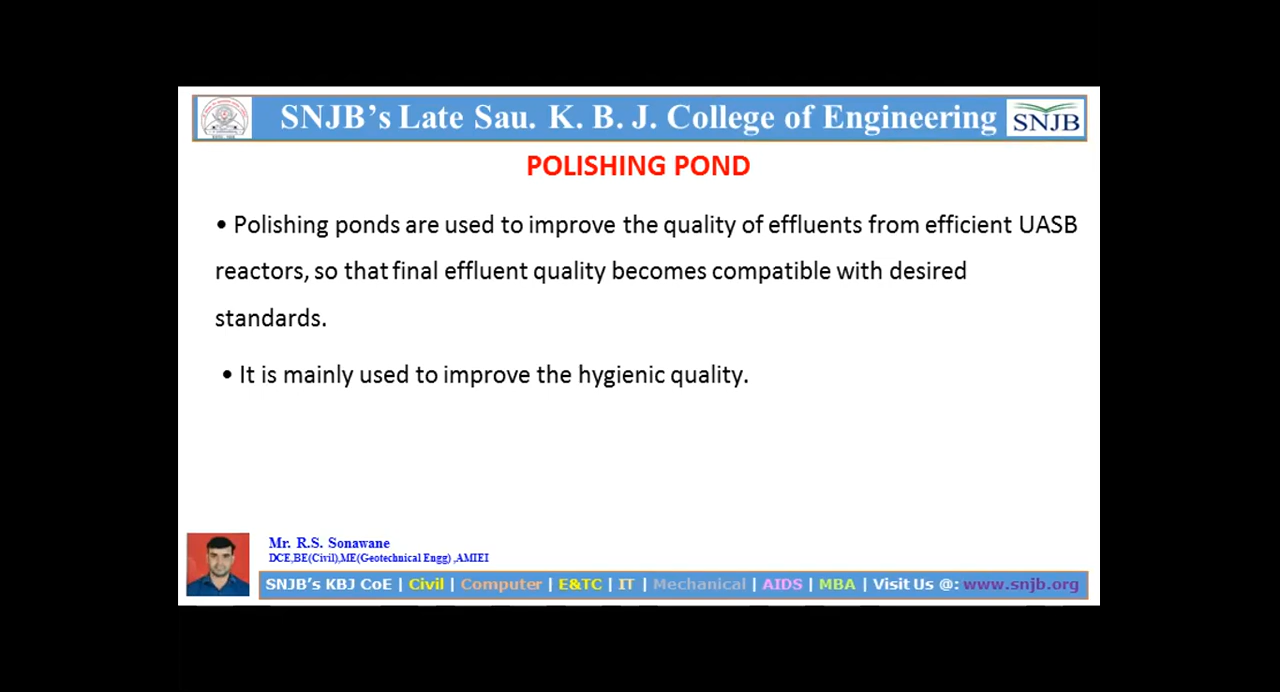 SNJB's Late Sau. K. B. J. College of Engineering
SNJB
POLISHING POND
• Polishing ponds are used to improve the quality of effluents from efficient UASB
reactors, so that final effluent quality becomes compatible with desired
standards.
• It is mainly used to improve the hygienic quality.
Mr. R.S. Sonawane
DCE,BE(Civil),ME(Geotechnical Engg) ,AMIEI
SNJB's KBJ CoE | Civil | Computer | E&TC | IT | Mechanical | AIDS | MBA | Visit Us @: www.snjb.org